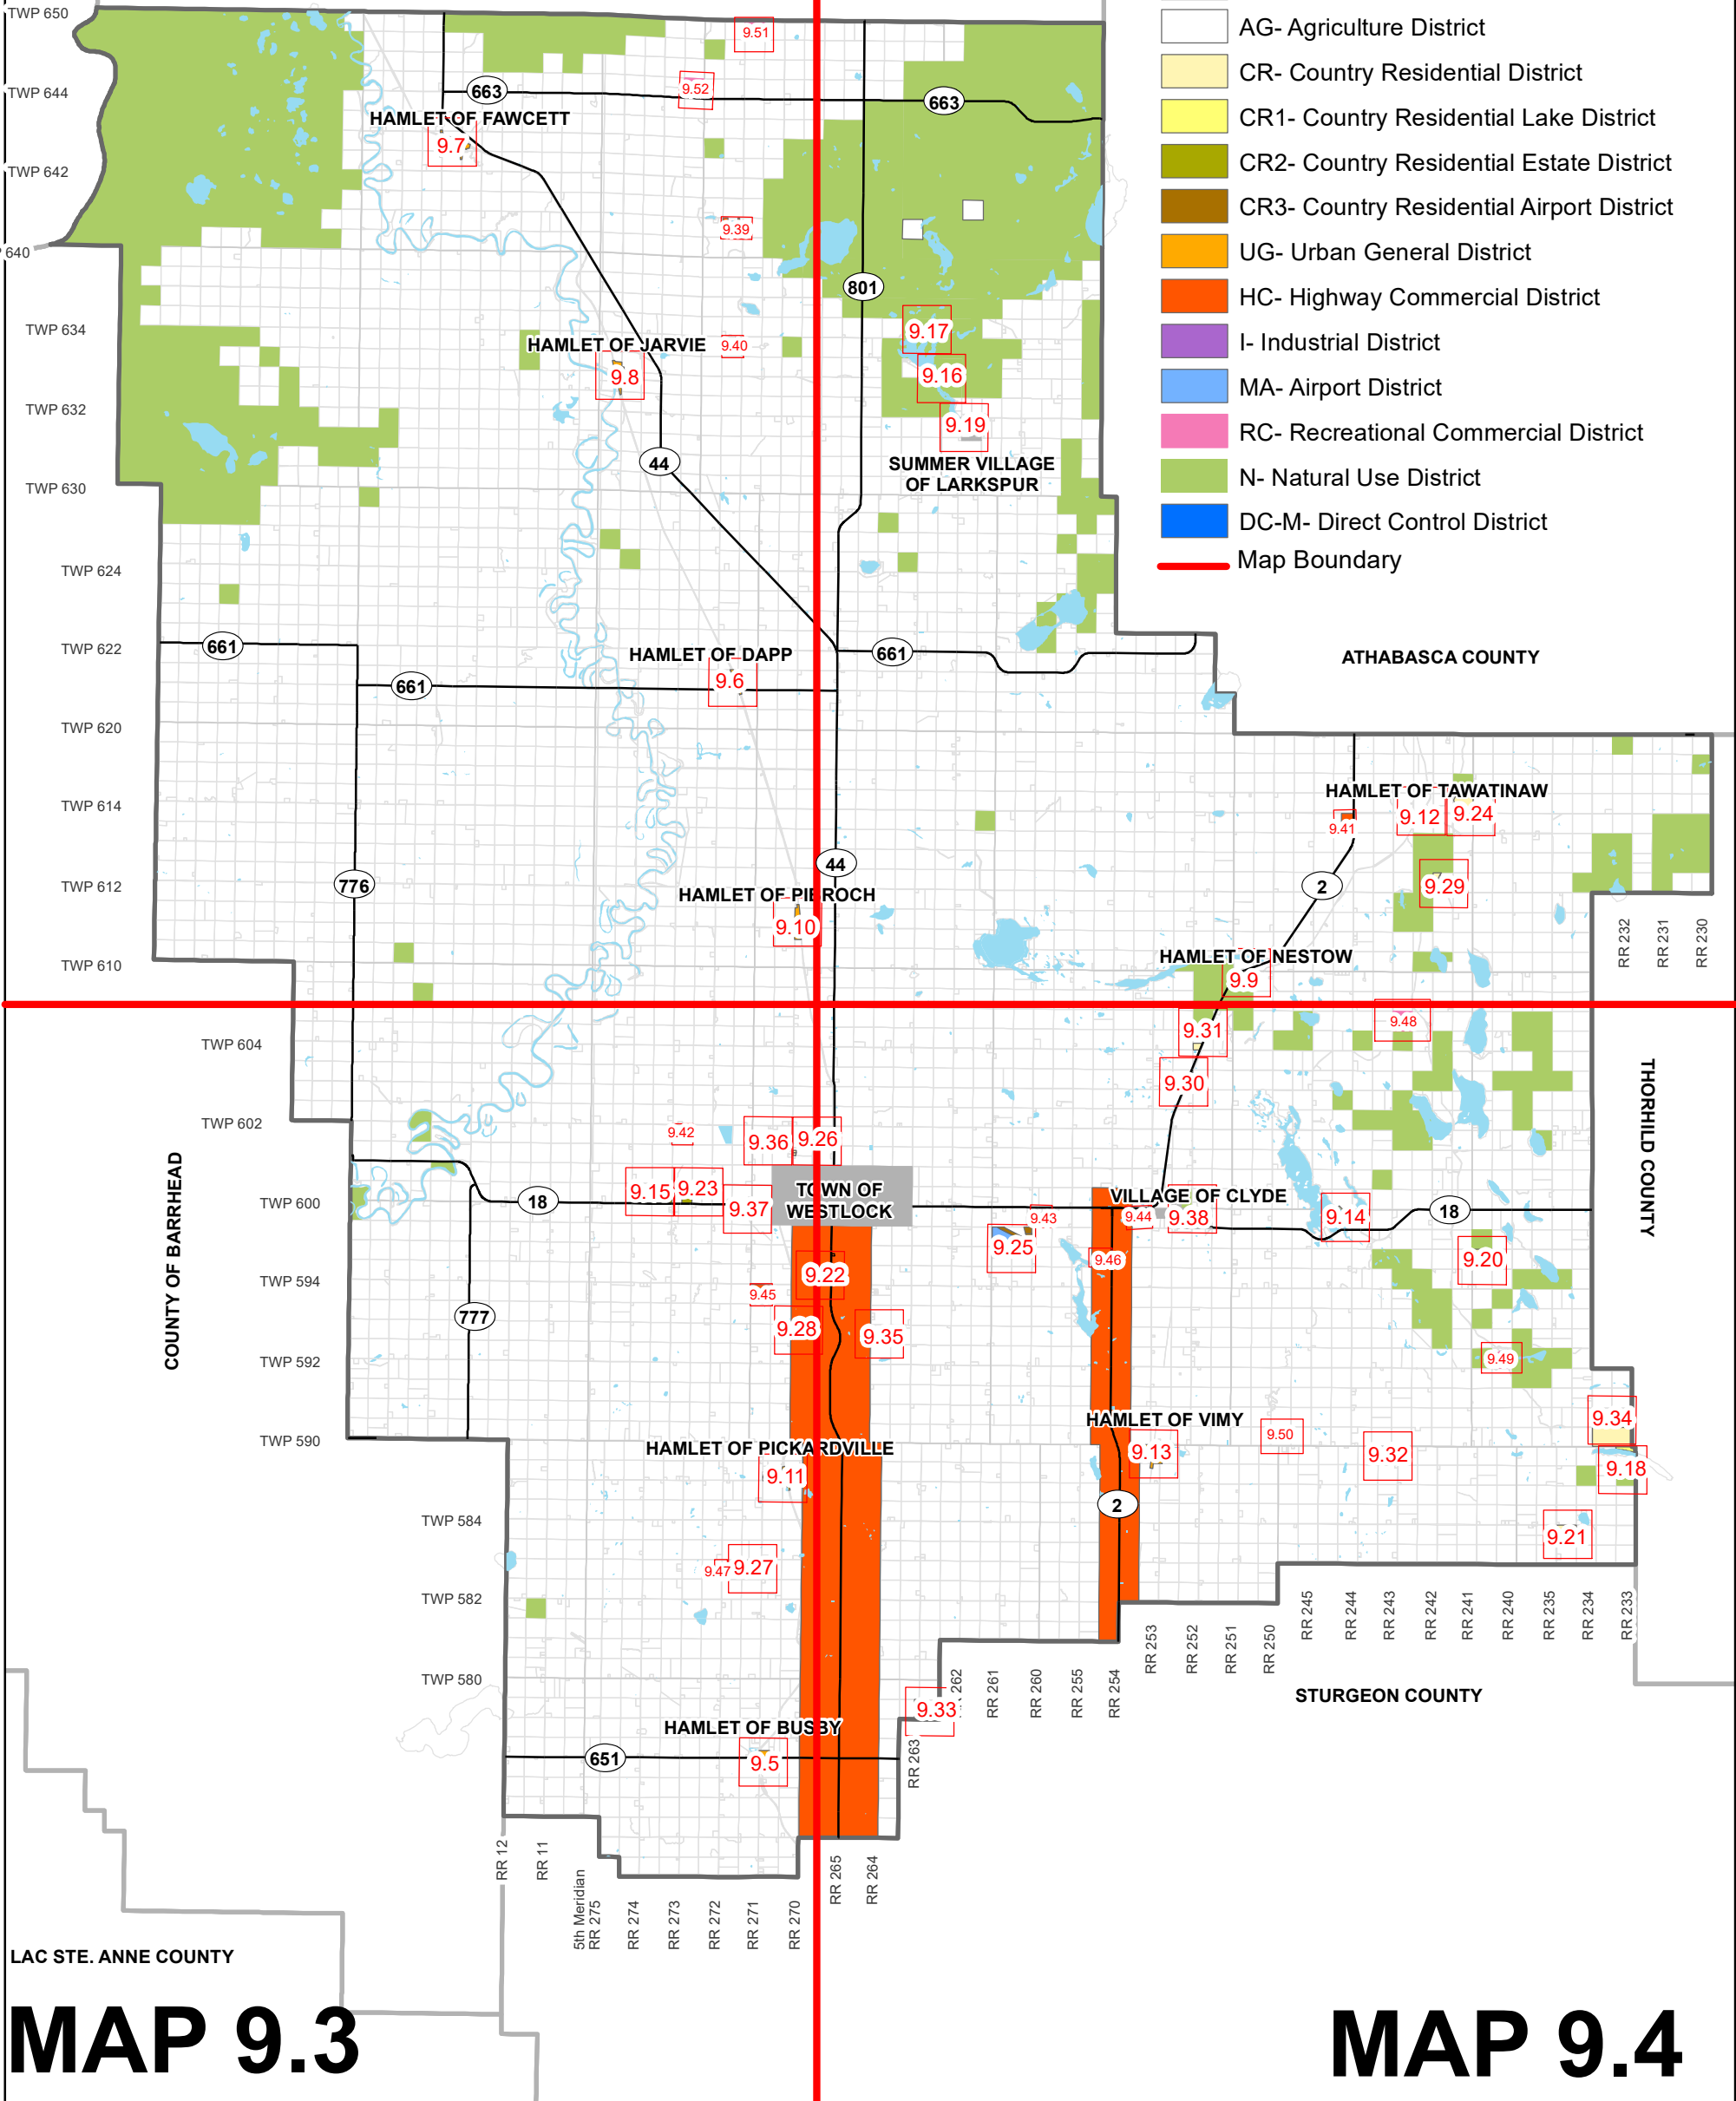 TWP 650
9.51
AG- Agriculture District
CR- Country Residential District
CR1- Country Residential Lake District
CR2- Country Residential Estate District
CR3- Country Residential Airport District
UG- Urban General District
HC- Highway Commercial District
I- Industrial District
MA- Airport District
RC- Recreational Commercial District
N- Natural Use District
DC-M- Direct Control District
Map Boundary
TWP 644
663
9.52
663
HAMLET OF FAWCETT
9.7
TWP 642
9.39
640
801
TWP 634
HAMLET OF JARVIE
9.40
9.17
9.8
9.16
TWP 632
9.19
44
SUMMER VILLAGE
OF LARKSPUR
TWP 630
TWP 624
TWP 622
661
HAMLET OF DAPP
661
ATHABASCA COUNTY
661
9.6
TWP 620
HAMLET OF TAWATINAW
TWP 614
9.41
9.12
9.24
44
776
TWP 612
HAMLET OF PIBROCH
2
9.29
9.10
RR 232
RR 231
RR 230
TWP 610
HAMLET OF NESTOW
9.9
9.48
TWP 604
9.31
9.30
THORHILD COUNTY
TWP 602
9.42
9.36
9.26
COUNTY OF BARRHEAD
TWP 600
18
9.15
9.23
9.37
TOWN OF
WESTLOCK
VILLAGE OF CLYDE
9.43
9.44
9.38
9.14
18
9.25
9.46
9.20
TWP 594
9.45
9.22
777
9.28
9.35
TWP 592
9.49
HAMLET OF VIMY
9.34
TWP 590
HAMLET OF PICKARDVILLE
9.50
9.13
9.32
9.11
9.18
2
TWP 584
9.21
9.47
9.27
TWP 582
RR 253
RR 252
RR 251
RR 250
RR 245
RR 244
RR 243
RR 242
RR 241
RR 240
RR 235
RR 234
RR 233
TWP 580
262
RR 261
RR 260
RR 255
RR 254
STURGEON COUNTY
9.33
HAMLET OF BUSBY
651
9.5
RR 263
RR 12
RR 11
5th Meridian
RR 275
RR 274
RR 273
RR 272
RR 271
RR 270
RR 265
RR 264
LAC STE. ANNE COUNTY
MAP 9.3
MAP 9.4